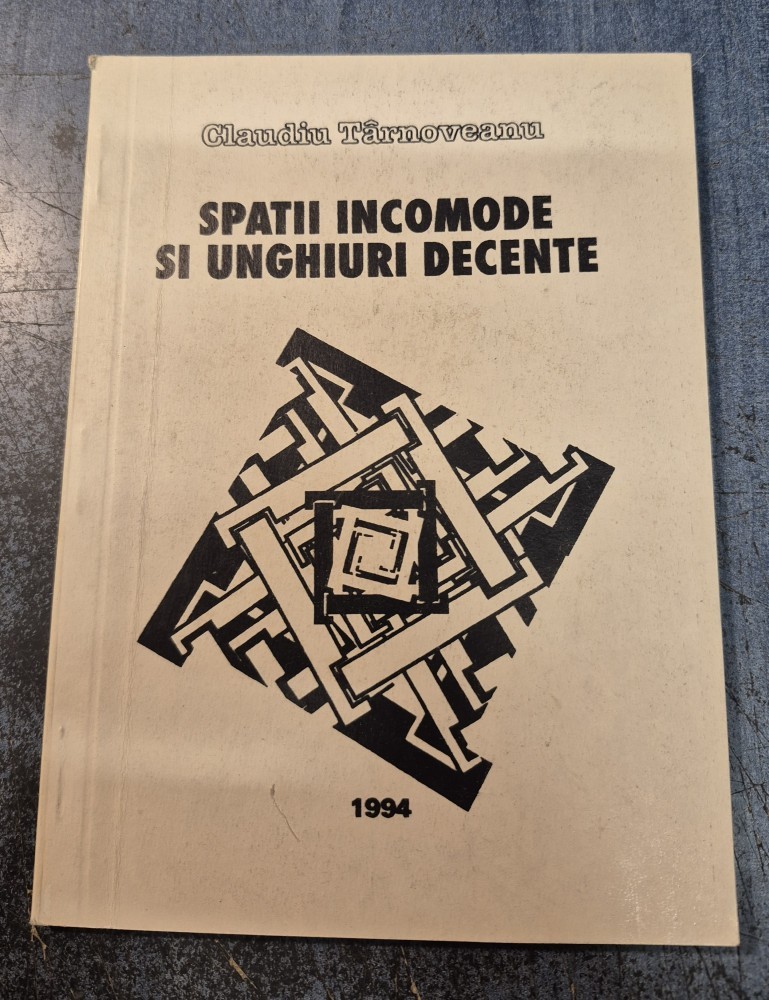 Claudiu Târnoveanu
SPATII INCOMODE
SI UNGHIURI DECENTE
1994